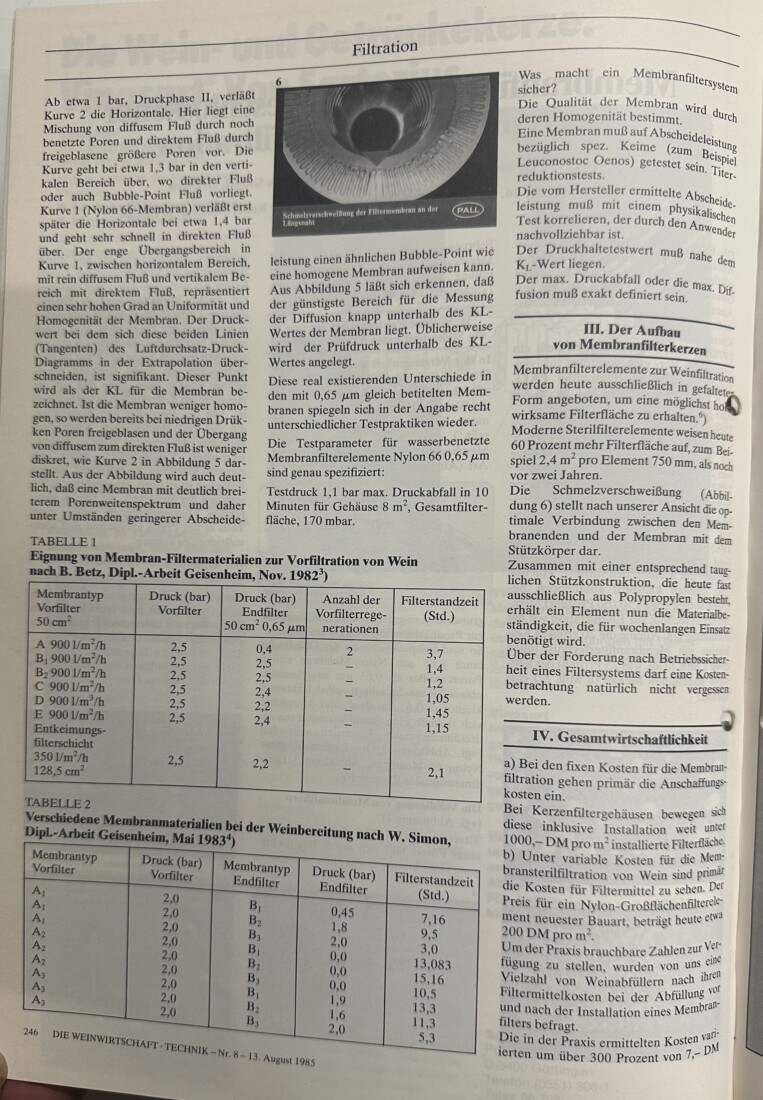 Filtration
Ab etwa 1 bar, Druckphase II, verläßt
Kurve 2 die Horizontale. Hier liegt eine
Mischung von diffusem Fluß durch noch
benetzte Poren und direktem Fluß durch
freigeblasene größere Poren vor. Die
Kurve geht bei etwa 1,3 bar in den verti-
kalen Bereich über, wo direkter Fluß
oder auch Bubble-Point Fluß vorliegt.
Kurve 1 (Nylon 66-Membran) verläßt erst
später die Horizontale bei etwa 1,4 bar
und geht sehr schnell in direkten Fluß
über. Der enge Übergangsbereich in
Kurve 1, zwischen horizontalem Bereich,
mit rein diffusem Fluß und vertikalem Be-
reich mit direktem Fluß, repräsentiert
einen sehr hohen Grad an Uniformität und
Homogenität der Membran. Der Druck-
wert bei dem sich diese beiden Linien
(Tangenten) des Luftdurchsatz-Druck-
Diagramms in der Extrapolation über-
schneiden, ist signifikant. Dieser Punkt
wird als der KL für die Membran be-
zeichnet. Ist die Membran weniger homo-
gen, so werden bereits bei niedrigen Drük-
ken Poren freigeblasen und der Übergang
von diffusem zum direkten Fluß ist weniger
diskret, wie Kurve 2 in Abbildung 5 dar-
stellt. Aus der Abbildung wird auch deut-
lich, daß eine Membran mit deutlich brei-
terem Porenweitenspektrum und daher
unter Umständen geringerer Abscheide-
6
Schmelzverschweißung der Filtermembran an der
Längsnaht
PALL
leistung einen ähnlichen Bubble-Point wie
eine homogene Membran aufweisen kann.
Aus Abbildung 5 läßt sich erkennen, daß
der günstigste Bereich für die Messung
der Diffusion knapp unterhalb des KL-
Wertes der Membran liegt. Üblicherweise
wird der Prüfdruck unterhalb des KL-
Wertes angelegt.
Diese real existierenden Unterschiede in
den mit 0,65 µm gleich betitelten Mem-
branen spiegeln sich in der Angabe recht
unterschiedlicher Testpraktiken wieder.
Die Testparameter für wasserbenetzte
Membranfilterelemente Nylon 66 0,65 µm
sind genau spezifiziert:
Testdruck 1,1 bar max. Druckabfall in 10
Minuten für Gehäuse 8 m², Gesamtfilter-
fläche, 170 mbar.
TABELLE 1
Eignung von Membran-Filtermaterialien zur Vorfiltration von Wein
nach B. Betz, Dipl.-Arbeit Geisenheim, Nov. 1982³)
Membrantyp Vorfilter 50 cm² | Druck (bar) Vorfilter | Druck (bar) Endfilter 50 cm² 0,65 µm | Anzahl der Vorfilterrege-nerationen | Filterstandzeit (Std.)
A 900 l/m²/h 2,5 0,4 2 3,7
B₁ 900 l/m²/h 2,5 2,5 – 1,4
B₂ 900 l/m²/h 2,5 2,5 – 1,2
C 900 l/m²/h 2,5 2,4 – 1,05
D 900 l/m²/h 2,5 2,2 – 1,45
E 900 l/m²/h 2,5 2,4 – 1,15
Entkeimungs-
filterschicht
350 l/m²/h 2,5 2,2 – 2,1
128,5 cm²
TABELLE 2
Verschiedene Membranmaterialien bei der Weinbereitung nach W. Simon,
Dipl.-Arbeit Geisenheim, Mai 1983⁴)
Membrantyp Vorfilter | Druck (bar) Vorfilter | Membrantyp Endfilter | Druck (bar) Endfilter | Filterstandzeit (Std.)
A₁ 2,0 B₁ 0,45 7,16
A₁ 2,0 B₂ 1,8 9,5
A₁ 2,0 B₃ 2,0 3,0
A₂ 2,0 B₁ 0,0 13,083
A₂ 2,0 B₂ 0,0 15,16
A₂ 2,0 B₃ 0,0 10,5
A₃ 2,0 B₁ 1,9 13,3
A₃ 2,0 B₂ 1,6 11,3
A₃ 2,0 B₃ 2,0 5,3
Was macht ein Membranfiltersystem
sicher?
Die Qualität der Membran wird durch
deren Homogenität bestimmt.
Eine Membran muß auf Abscheideleistung
bezüglich spez. Keime (zum Beispiel
Leuconostoc Oenos) getestet sein. Titer-
reduktionstests.
Die vom Hersteller ermittelte Abscheide-
leistung muß mit einem physikalischen
Test korrelieren, der durch den Anwender
nachvollziehbar ist.
Der Druckhaltetestwert muß nahe dem
K_L-Wert liegen.
Der max. Druckabfall oder die max. Dif-
fusion muß exakt definiert sein.
III. Der Aufbau
von Membranfilterkerzen
Membranfilterelemente zur Weinfiltration
werden heute ausschließlich in gefalteter
Form angeboten, um eine möglichst hohe
wirksame Filterfläche zu erhalten.⁶)
Moderne Sterilfilterelemente weisen heute
60 Prozent mehr Filterfläche auf, zum Bei-
spiel 2,4 m² pro Element 750 mm, als noch
vor zwei Jahren.
Die Schmelzverschweißung (Abbil-
dung 6) stellt nach unserer Ansicht die op-
timale Verbindung zwischen den Mem-
branenden und der Membran mit dem
Stützkörper dar.
Zusammen mit einer entsprechend taug-
lichen Stützkonstruktion, die heute fast
ausschließlich aus Polypropylen besteht,
erhält ein Element nun die Materialbe-
ständigkeit, die für wochenlangen Einsatz
benötigt wird.
Über der Forderung nach Betriebssicher-
heit eines Filtersystems darf eine Kosten-
betrachtung natürlich nicht vergessen
werden.
IV. Gesamtwirtschaftlichkeit
a) Bei den fixen Kosten für die Membran-
filtration gehen primär die Anschaffungs-
kosten ein.
Bei Kerzenfiltergehäusen bewegen sich
diese inklusive Installation weit unter
1000,– DM pro m² installierte Filterfläche.
b) Unter variable Kosten für die Mem-
bransterilfiltration von Wein sind primär
die Kosten für Filtermittel zu sehen. Der
Preis für ein Nylon-Großflächenfilterele-
ment neuester Bauart, beträgt heute etwa
200 DM pro m².
Um der Praxis brauchbare Zahlen zur Ver-
fügung zu stellen, wurden von uns eine
Vielzahl von Weinabfüllern nach ihren
Filtermittelkosten bei der Abfüllung vor
und nach der Installation eines Membran-
filters befragt.
Die in der Praxis ermittelten Kosten vari-
ierten um über 300 Prozent von 7,– DM
246 DIE WEINWIRTSCHAFT · TECHNIK – Nr. 8 – 13. August 1985